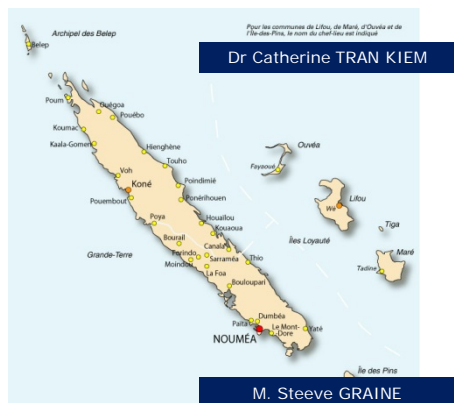 Pour les communes de Lifou, de Maré, d'Ouvéa et de
l'Île-des-Pins, le nom du chef-lieu est indiqué
Archipel des Belep
Belep
Dr Catherine TRAN KIEM
Poum
Ouégoa
Pouébo
Koumac
Kaala-Gomen
Hienghène
Touho
Ouvéa
Fayaoué
Voh
Koné
Poindimié
Lifou
Wé
Pouembout
Ponérihouen
Poya
Houaïlou
Kouaoua
Tiga
Bourail
Canala
Îles Loyauté
Maré
Grande-Terre
Farindo
Sarraméa
Thio
Tadine
Moindou
La Foa
Bouloupari
Dumbéa
Païta
Le Mont-
Dore
Yaté
NOUMÉA
Île des Pins
M. Steeve GRAINE